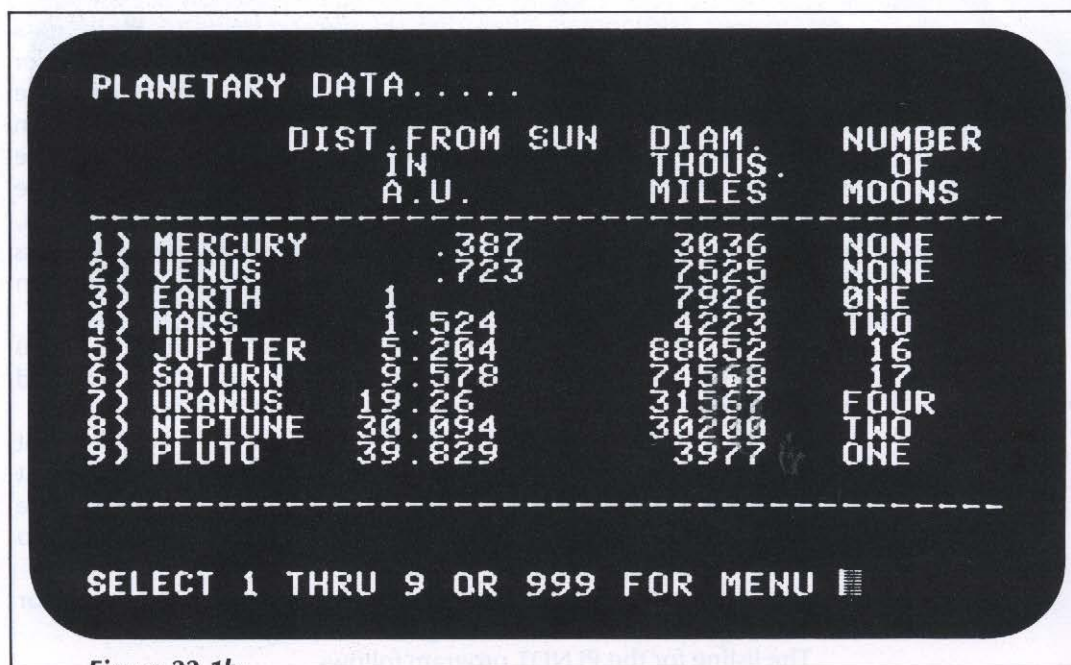 PLANETARY DATA.....
DIST.FROM SUN DIAM. NUMBER
IN THOUS. OF
A.U. MILES MOONS
1) MERCURY .387 3036 NONE
2) VENUS .723 7525 NONE
3) EARTH 1 7926 0NE
4) MARS 1.524 4223 TWO
5) JUPITER 5.204 88052 16
6) SATURN 9.578 74568 17
7) URANUS 19.26 31567 FOUR
8) NEPTUNE 30.094 30200 TWO
9) PLUTO 39.829 3977 ONE
SELECT 1 THRU 9 OR 999 FOR MENU